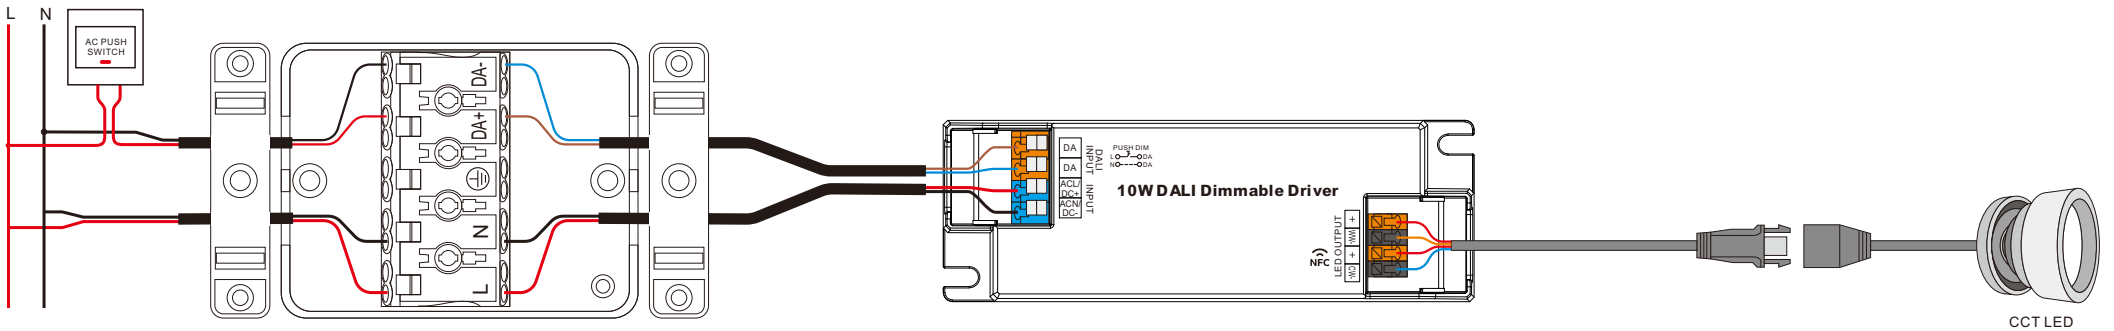 L N
AC PUSH
SWITCH
DA-
DA+
N
L
DA
DA
ACL/
DC+
ACN/
DC-
DALI
INPUT
INPUT
PUSH DIM
L DA
N DA
10W DALI Dimmable Driver
NFC
LED OUTPUT
+
WW-
+
CW-
CCT LED